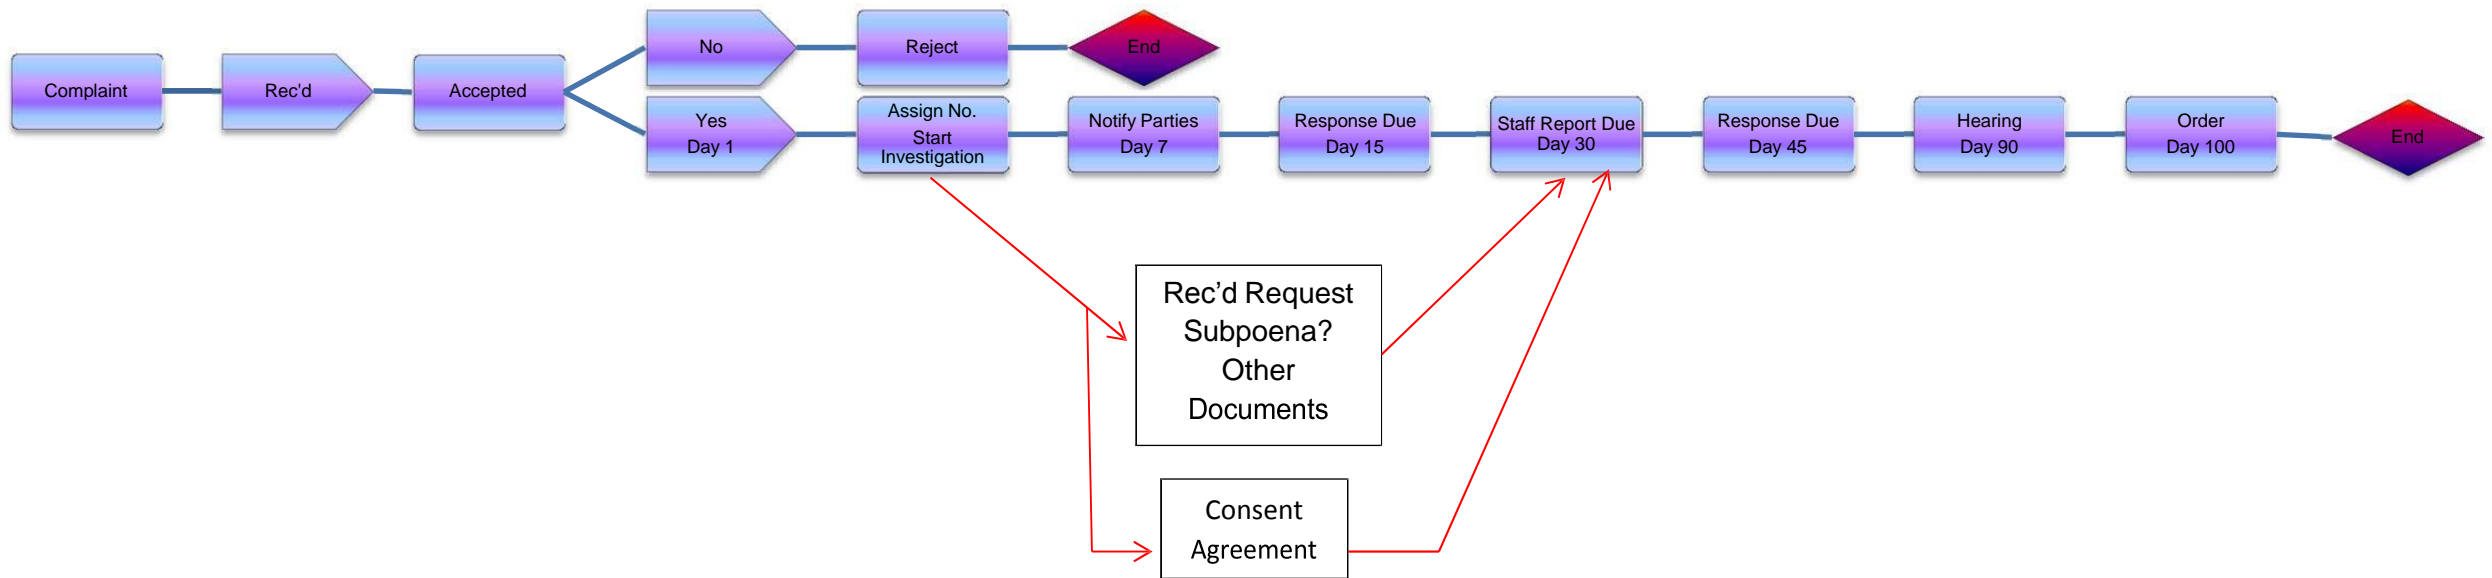 Complaint
Rec'd
Accepted
No
Reject
End
Yes
Day 1
Assign No.
Start
Investigation
Notify Parties
Day 7
Response Due
Day 15
Staff Report Due
Day 30
Response Due
Day 45
Hearing
Day 90
Order
Day 100
End
Rec’d Request
Subpoena?
Other
Documents
Consent
Agreement